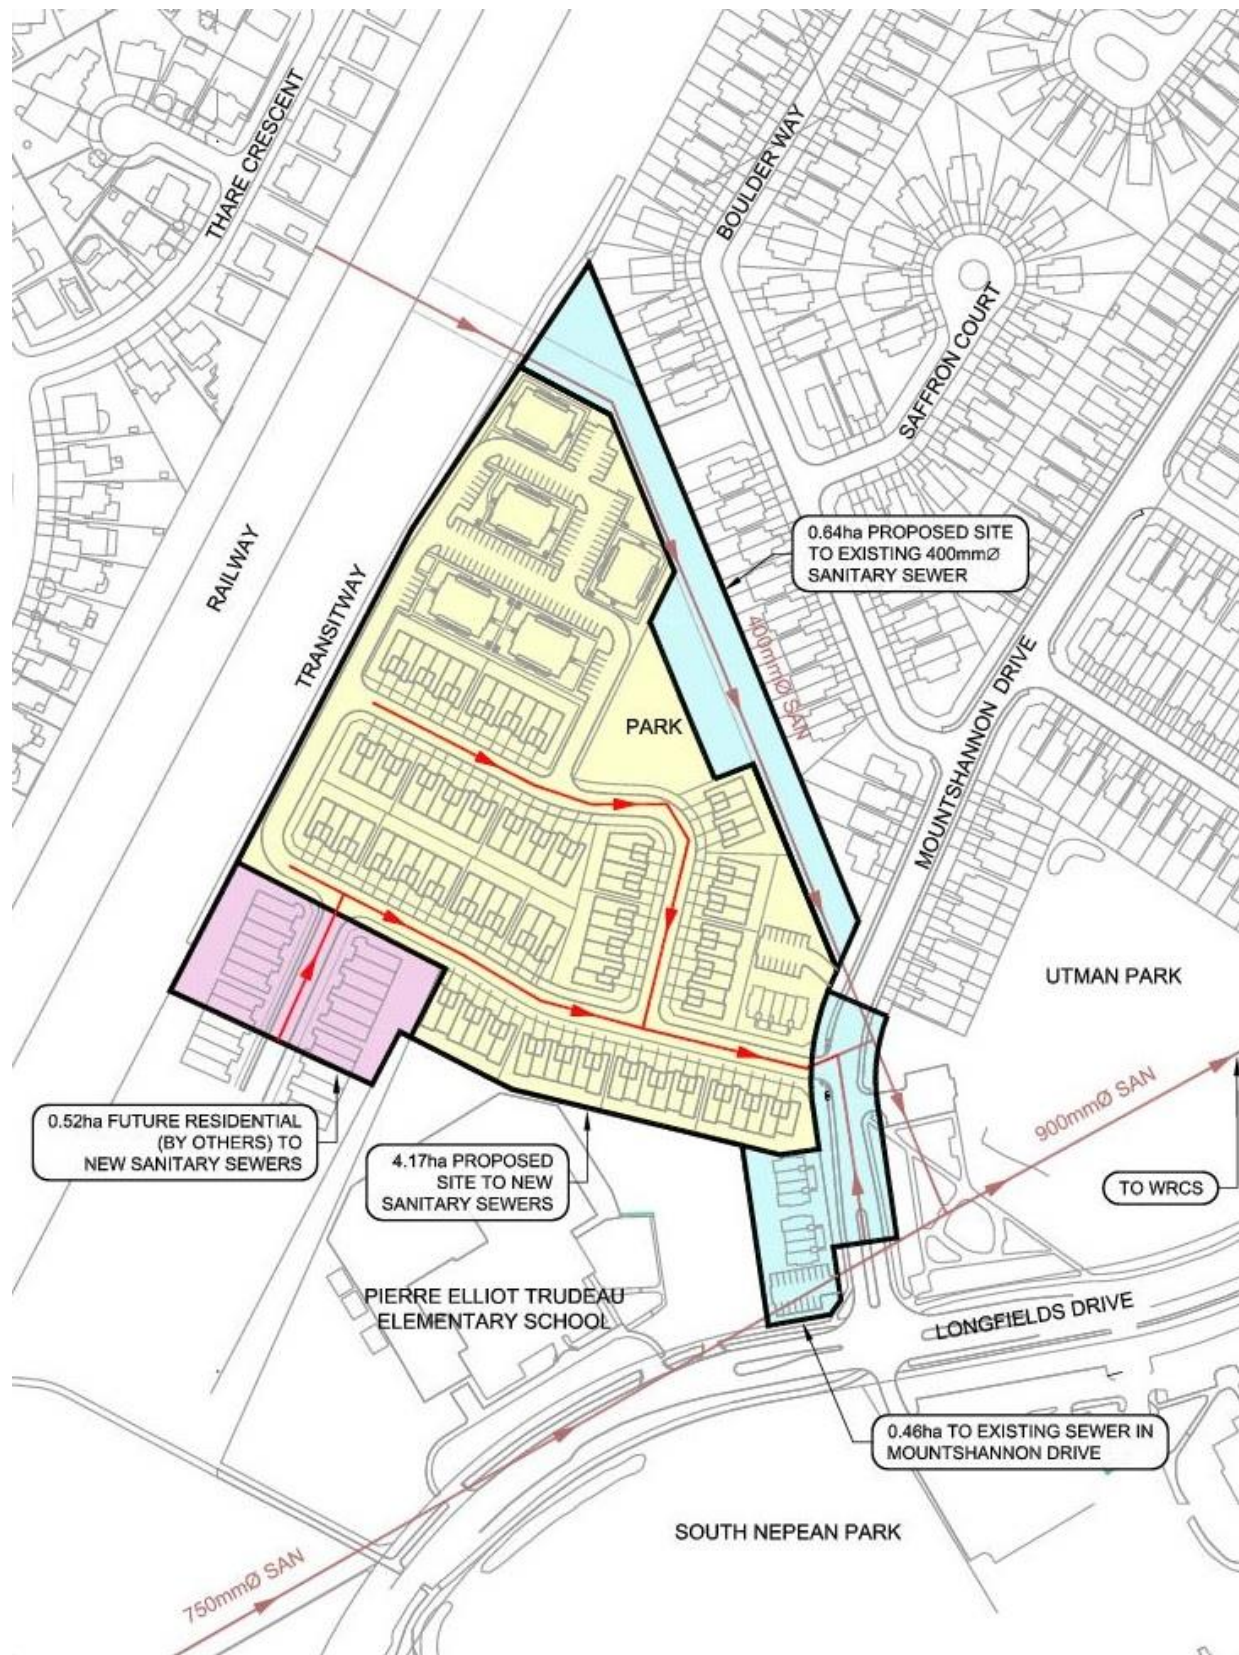 THARE CRESCENT
BOULDER WAY
SAFFRON COURT
RAILWAY
TRANSITWAY
0.64ha PROPOSED SITE
TO EXISTING 400mmØ
SANITARY SEWER
400mmØ SAN
PARK
MOUNTSHANNON DRIVE
UTMAN PARK
0.52ha FUTURE RESIDENTIAL
(BY OTHERS) TO
NEW SANITARY SEWERS
4.17ha PROPOSED
SITE TO NEW
SANITARY SEWERS
900mmØ SAN
TO WRCS
PIERRE ELLIOT TRUDEAU
ELEMENTARY SCHOOL
LONGFIELDS DRIVE
0.46ha TO EXISTING SEWER IN
MOUNTSHANNON DRIVE
SOUTH NEPEAN PARK
750mmØ SAN